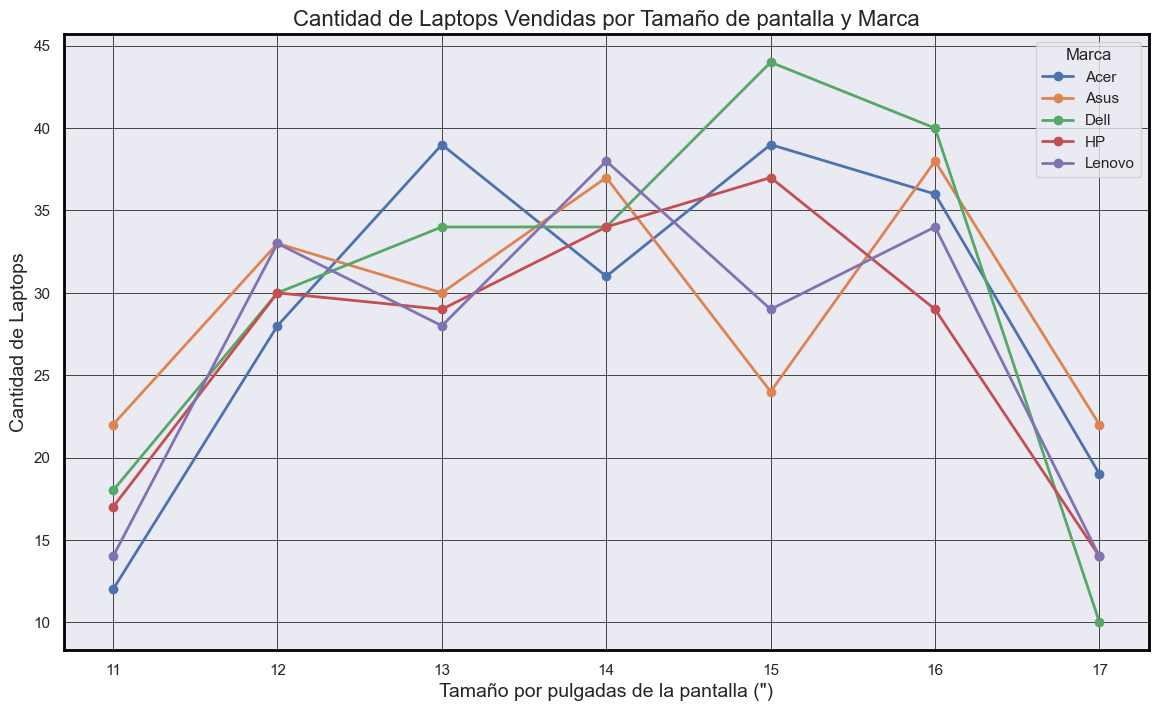 Cantidad de Laptops Vendidas por Tamaño de pantalla y Marca
45
40
35
30
25
20
15
10
Cantidad de Laptops
Marca
Acer
Asus
Dell
HP
Lenovo
11 12 13 14 15 16 17
Tamaño por pulgadas de la pantalla (")